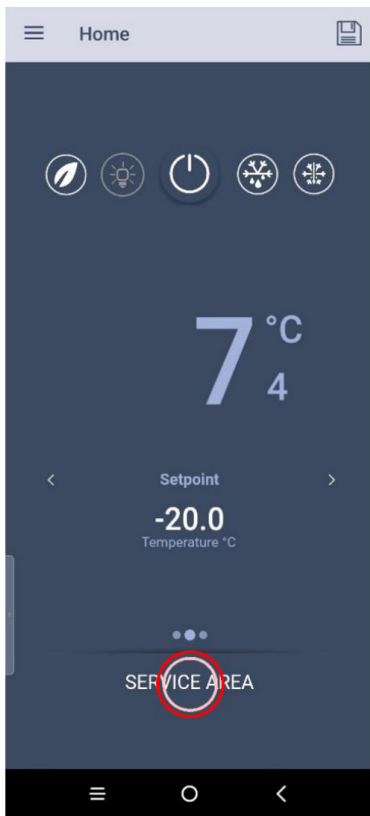 Home
7 °C
4
Setpoint
-20.0
Temperature °C
SERVICE AREA